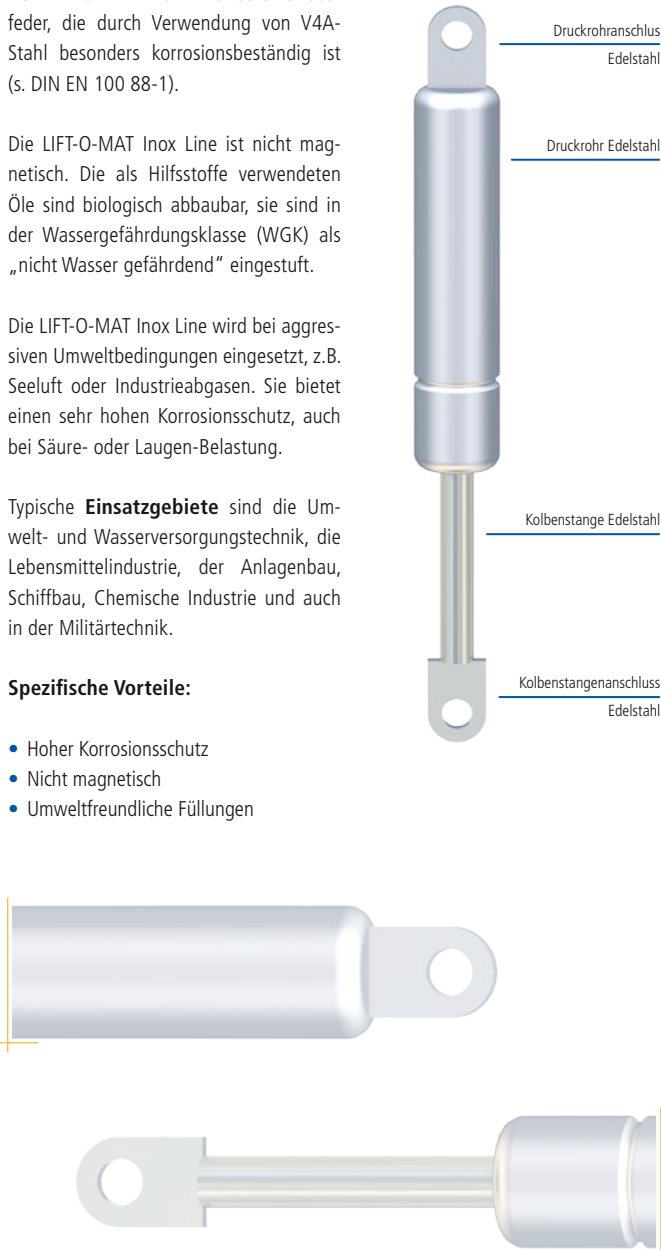 feder, die durch Verwendung von V4A-
Stahl besonders korrosionsbeständig ist
(s. DIN EN 100 88-1).
Die LIFT-O-MAT Inox Line ist nicht mag-
netisch. Die als Hilfsstoffe verwendeten
Öle sind biologisch abbaubar, sie sind in
der Wassergefährdungsklasse (WGK) als
„nicht Wasser gefährdend“ eingestuft.
Die LIFT-O-MAT Inox Line wird bei aggres-
siven Umweltbedingungen eingesetzt, z.B.
Seeluft oder Industrieabgasen. Sie bietet
einen sehr hohen Korrosionsschutz, auch
bei Säure- oder Laugen-Belastung.
Typische Einsatzgebiete sind die Um-
welt- und Wasserversorgungstechnik, die
Lebensmittelindustrie, der Anlagenbau,
Schiffbau, Chemische Industrie und auch
in der Militärtechnik.
Spezifische Vorteile:
• Hoher Korrosionsschutz
• Nicht magnetisch
• Umweltfreundliche Füllungen
Druckrohranschlus
Edelstahl
Druckrohr Edelstahl
Kolbenstange Edelstahl
Kolbenstangenanschluss
Edelstahl